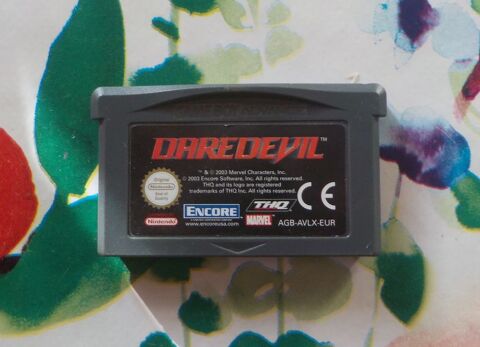 DAREDEVIL™
™ & © 2003 Marvel Characters, Inc.
© 2003 Encore Software, Inc. All rights reserved.
THQ and its logo are registered
trademarks of THQ Inc. All rights reserved.
Original
Nintendo
Seal of
Quality
Nintendo
ENCORE
www.encoreusa.com
THQ
MARVEL
CE
AGB-AVLX-EUR